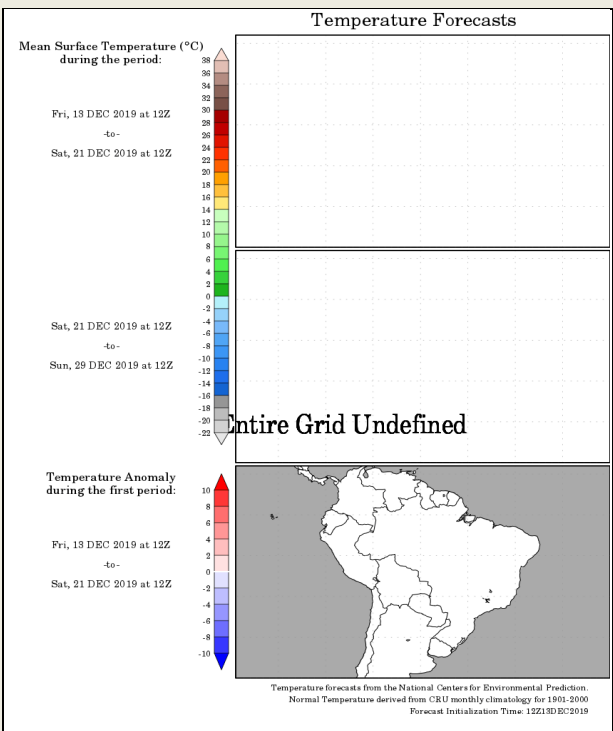 Temperature Forecasts
Mean Surface Temperature (°C)
during the period:
Fri, 13 DEC 2019 at 12Z
-to-
Sat, 21 DEC 2019 at 12Z
38
36
34
32
30
28
26
24
22
20
18
16
14
12
10
8
6
4
2
0
-2
-4
-6
-8
-10
-12
-14
-16
-18
-20
-22
Sat, 21 DEC 2019 at 12Z
-to-
Sun, 29 DEC 2019 at 12Z
Entire Grid Undefined
Temperature Anomaly
during the first period:
Fri, 13 DEC 2019 at 12Z
-to-
Sat, 21 DEC 2019 at 12Z
10
8
6
4
2
0
-2
-4
-6
-8
-10
Temperature forecasts from the National Centers for Environmental Prediction.
Normal Temperature derived from CRU monthly climatology for 1901-2000
Forecast Initialization Time: 12Z13DEC2019